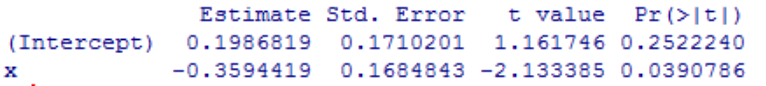 Estimate Std. Error t value Pr(>|t|)
(Intercept) 0.1986819 0.1710201 1.161746 0.2522240
x -0.3594419 0.1684843 -2.133385 0.0390786